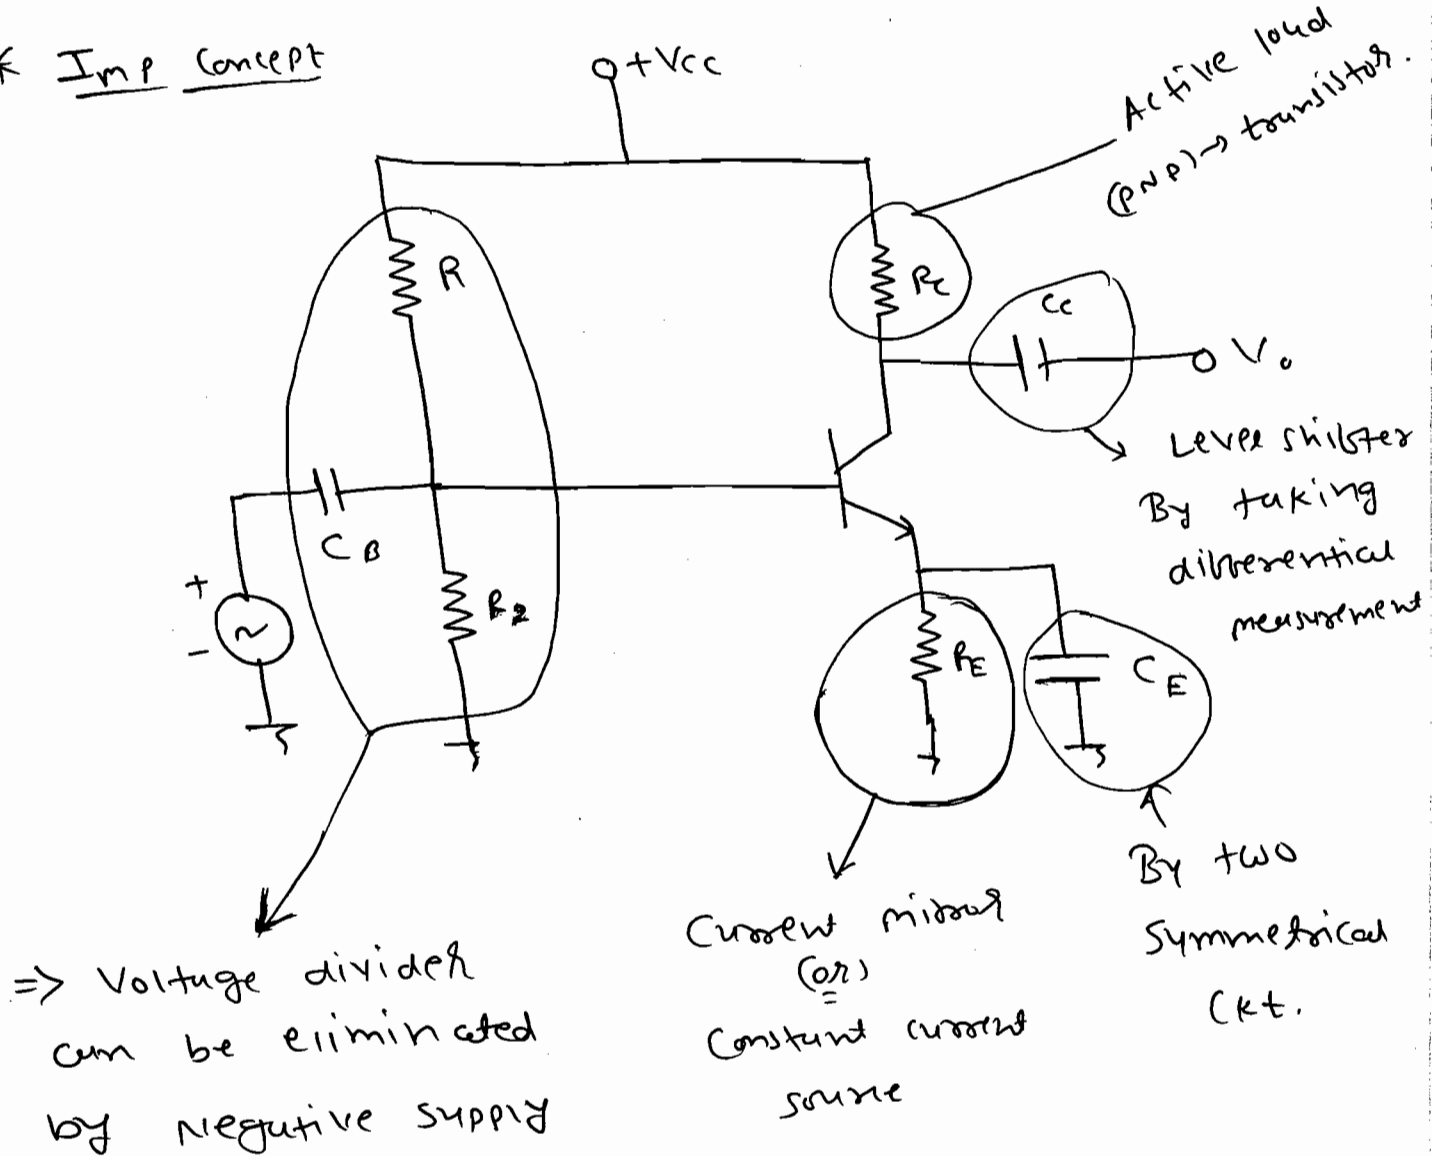 * Imp Concept
+Vcc
Active load
(PNP) → transistor.
R
Rc
Cc
Vo
Level shifter
By taking
differential
measurement
CB
+
~
-
R2
RE
CE
By two
symmetrical
Ckt.
Current mirror
(or)
Constant current
source
=> Voltage divider
can be eliminated
by Negative supply